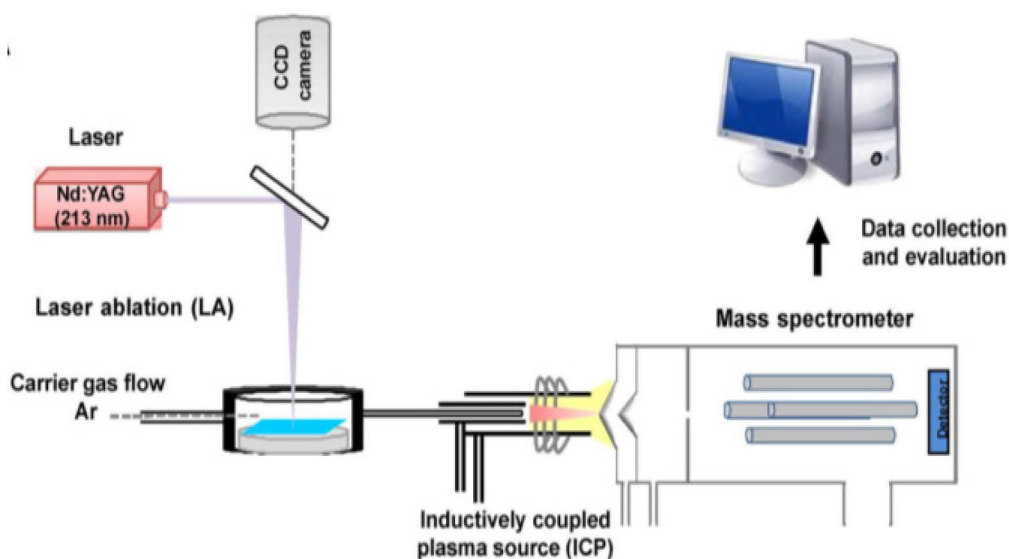 CCD
camera
Laser
Nd:YAG
(213 nm)
Data collection
and evaluation
Laser ablation (LA)
Mass spectrometer
Carrier gas flow
Ar
Detector
Inductively coupled
plasma source (ICP)